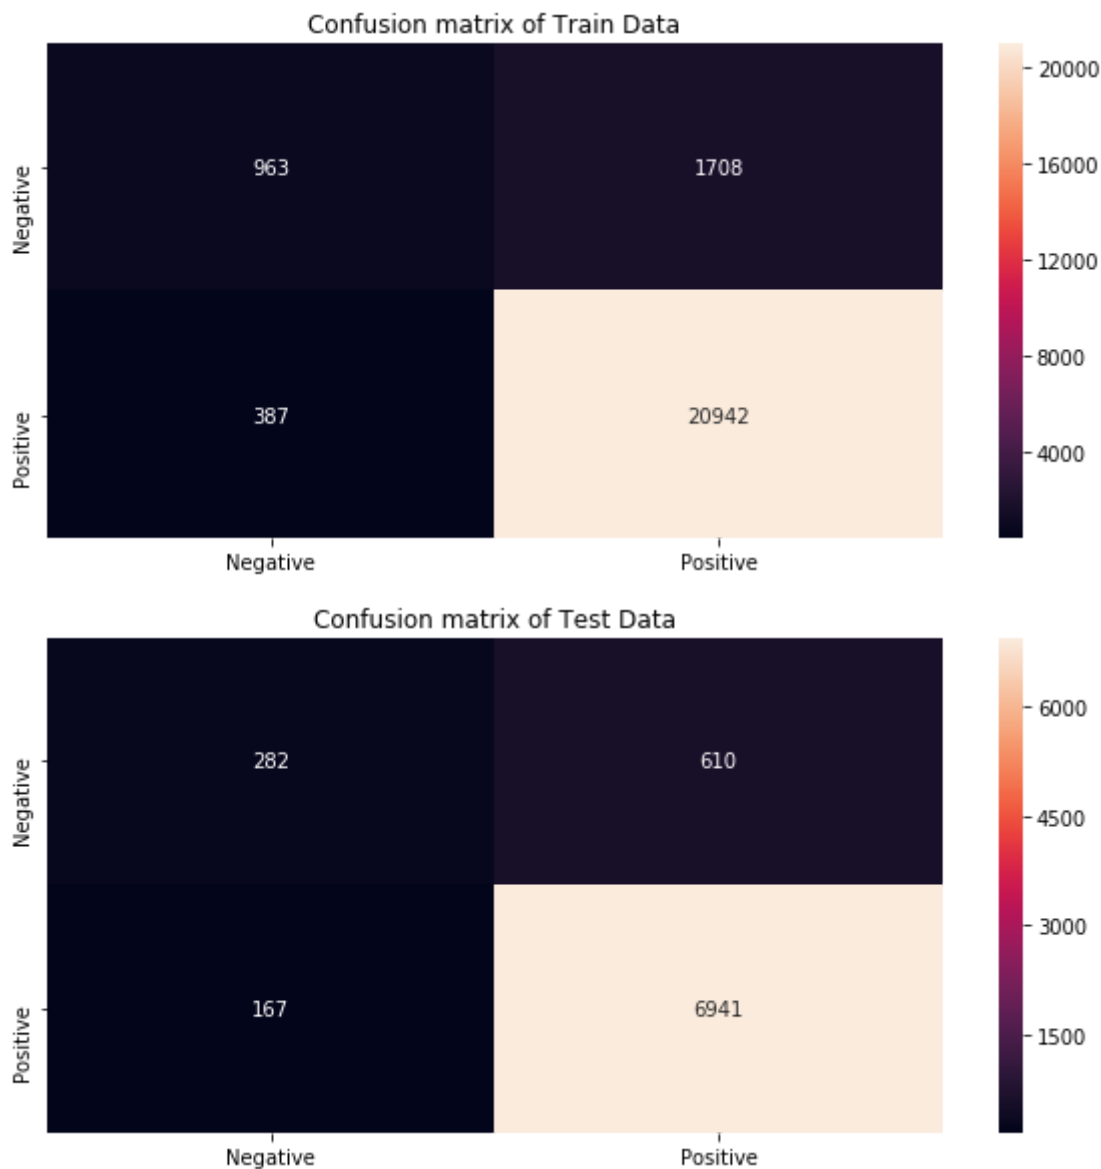 Confusion matrix of Train Data
20000
963 1708
16000
Negative
12000
8000
387 20942
Positive
4000
Negative Positive
Confusion matrix of Test Data
6000
282 610
Negative
4500
3000
167 6941
Positive
1500
Negative Positive